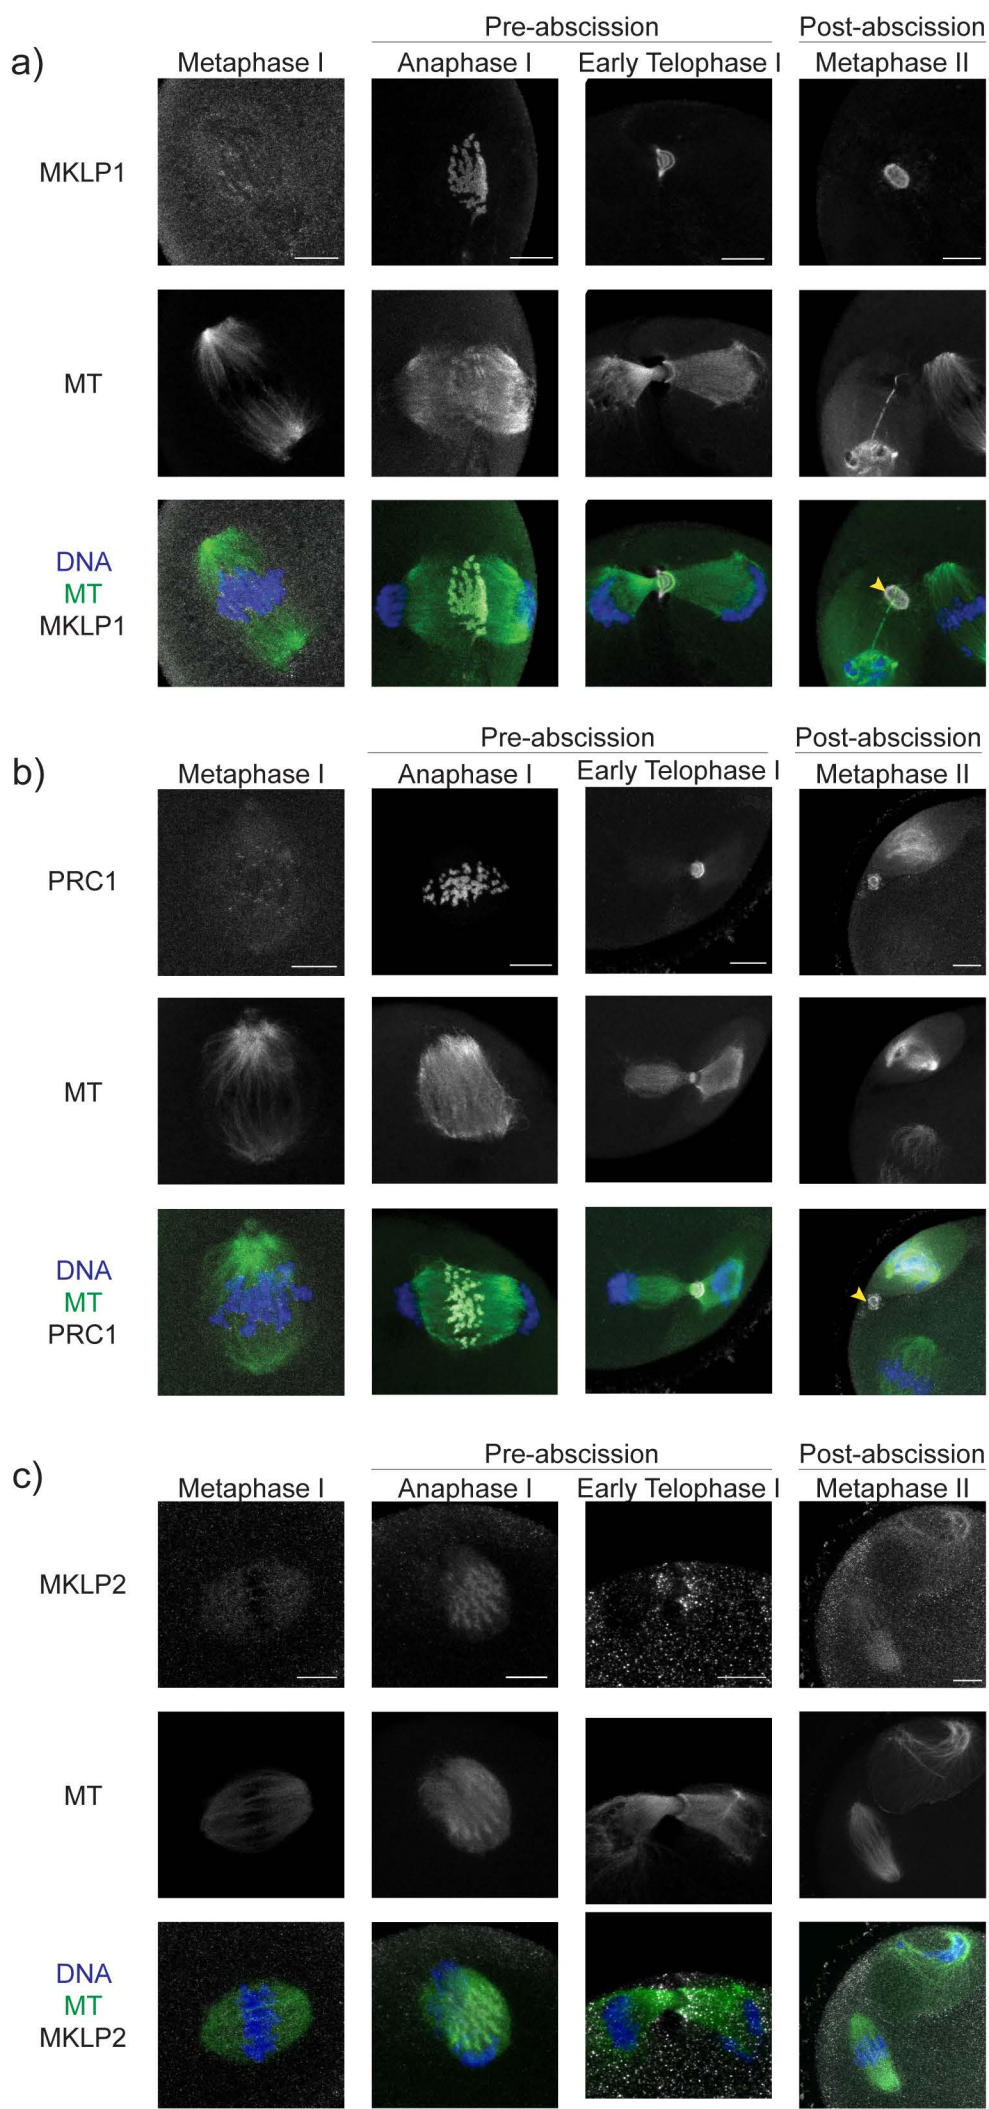 Pre-abscission Post-abscission
a) Metaphase I Anaphase I Early Telophase I Metaphase II
MKLP1
MT
DNA
MT
MKLP1
Pre-abscission Post-abscission
b) Metaphase I Anaphase I Early Telophase I Metaphase II
PRC1
MT
DNA
MT
PRC1
Pre-abscission Post-abscission
c) Metaphase I Anaphase I Early Telophase I Metaphase II
MKLP2
MT
DNA
MT
MKLP2